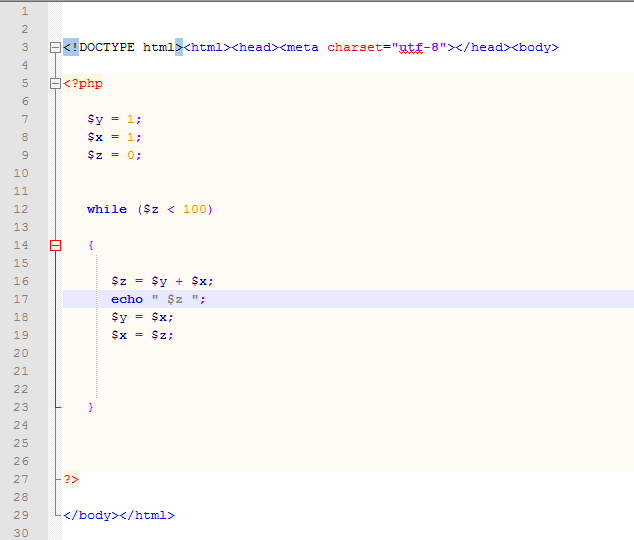 1
2
3 <!DOCTYPE html><html><head><meta charset="utf-8"></head><body>
4
5 <?php
6
7 $y = 1;
8 $x = 1;
9 $z = 0;
10
11
12 while ($z < 100)
13
14 {
15
16 $z = $y + $x;
17 echo " $z ";
18 $y = $x;
19 $x = $z;
20
21
22
23 }
24
25
26
27 ?>
28
29 </body></html>
30